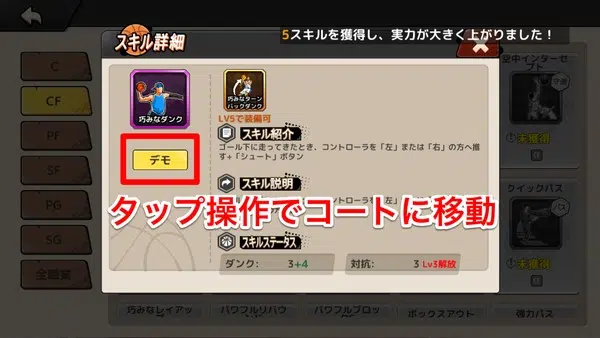 スキル詳細
5スキルを獲得し、実力が大きく上がりました！
C
CF
PF
SF
PG
SG
全職業
巧みなダンク
デモ
巧みなターン
バックダンク
LV5で装備可
スキル紹介
ゴール下に走ってきたとき、コントローラを「左」または「右」の方へ推
す+「シュート」ボタン
スキル説明
タップ操作でコートに移動
スキルステータス
ダンク： 3+4
対抗： 3 Lv3解放
空中インターセ
プト
未獲得
クイックパス
パス
未獲得
巧みなレイアッ
プ
パワフルリバウ
パワフルブロッ
ボックスアウト
強力パス